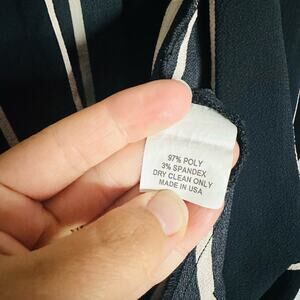 97% POLY
3% SPANDEX
DRY CLEAN ONLY
MADE IN USA